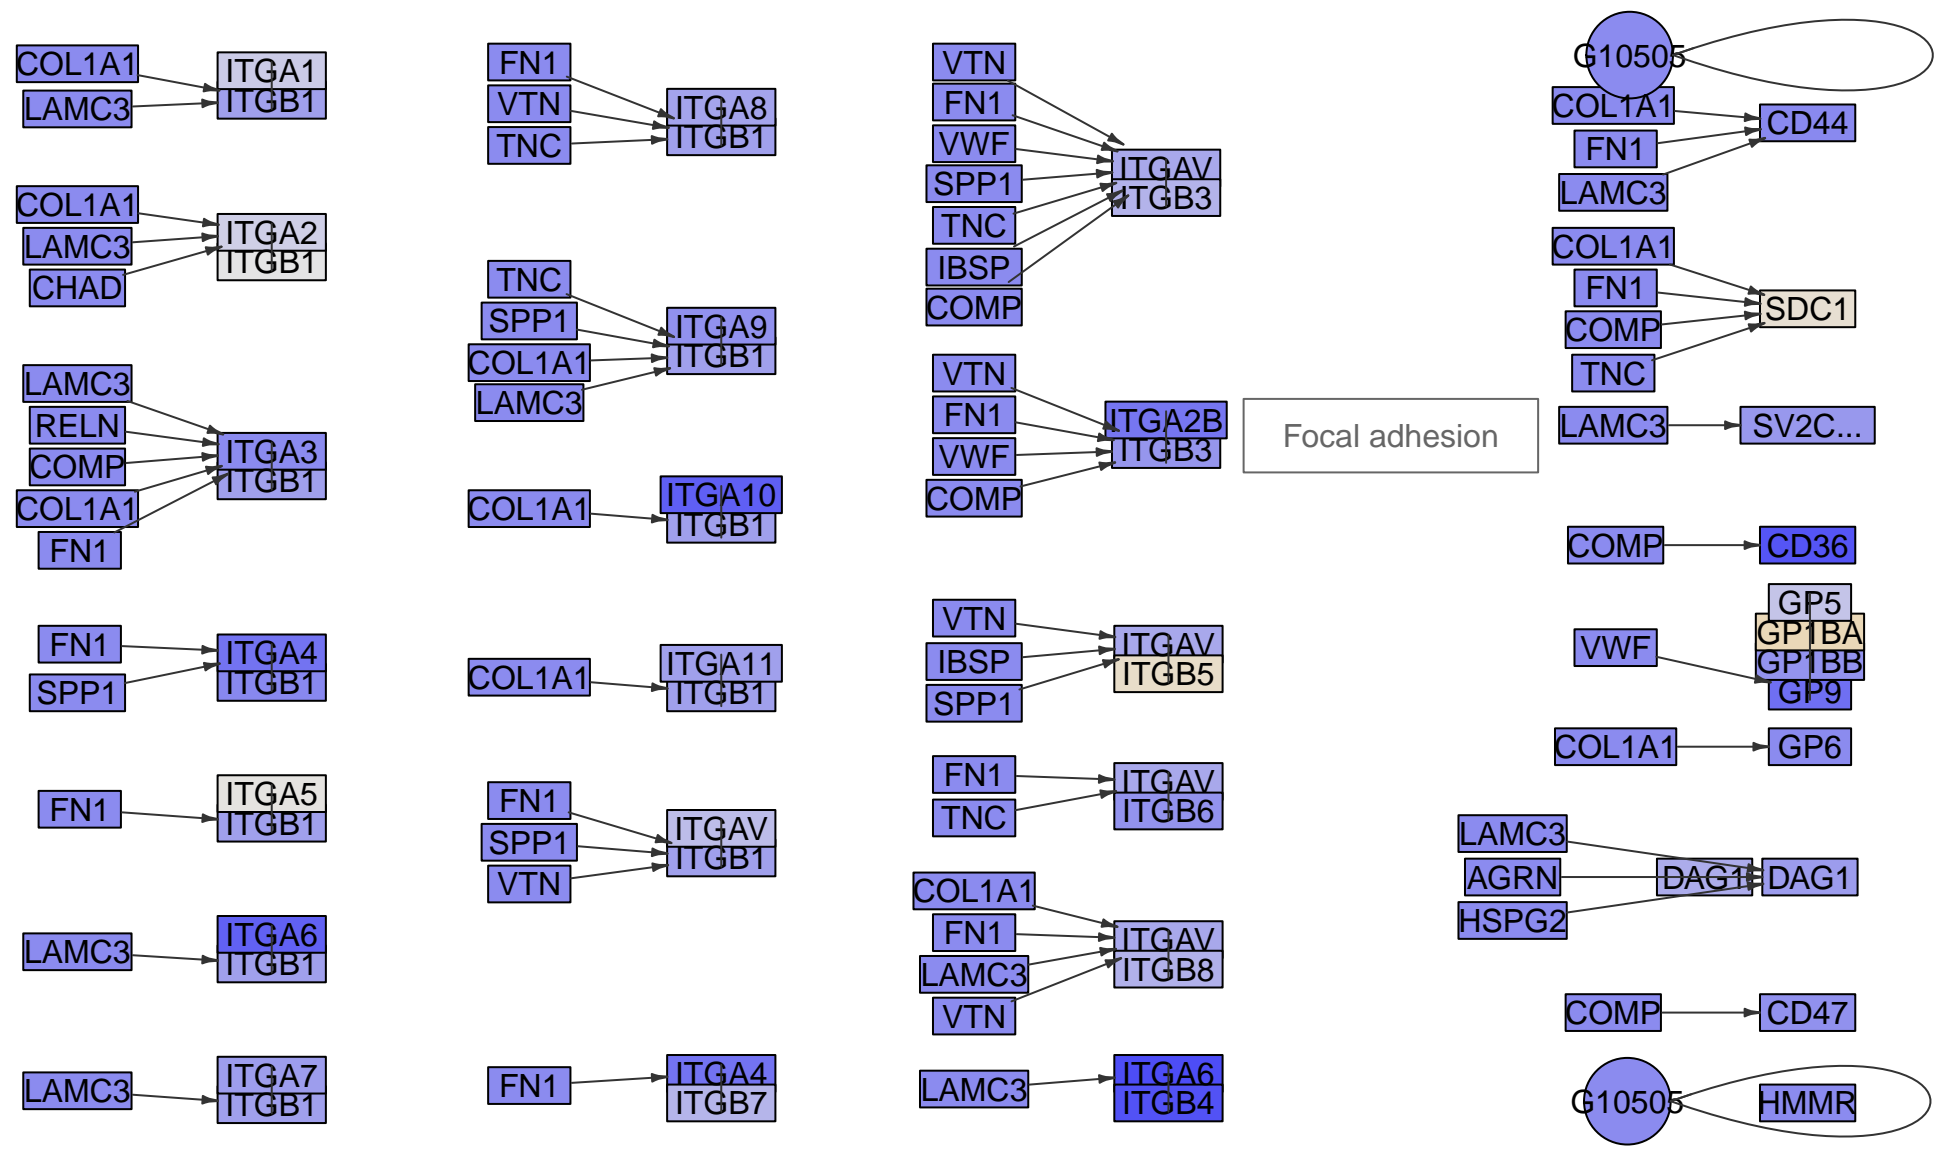 COL1A1
LAMC3
ITGA1
ITGB1
COL1A1
LAMC3
CHAD
ITGA2
ITGB1
LAMC3
RELN
COMP
COL1A1
FN1
ITGA3
ITGB1
FN1
SPP1
ITGA4
ITGB1
FN1
ITGA5
ITGB1
LAMC3
ITGA6
ITGB1
LAMC3
ITGA7
ITGB1
FN1
VTN
TNC
ITGA8
ITGB1
TNC
SPP1
COL1A1
LAMC3
ITGA9
ITGB1
COL1A1
ITGA10
ITGB1
COL1A1
ITGA11
ITGB1
FN1
SPP1
VTN
ITGAV
ITGB1
FN1
ITGA4
ITGB7
VTN
FN1
VWF
SPP1
TNC
IBSP
COMP
ITGAV
ITGB3
VTN
FN1
VWF
COMP
ITGA2B
ITGB3
Focal adhesion
VTN
IBSP
SPP1
ITGAV
ITGB5
FN1
TNC
ITGAV
ITGB6
COL1A1
FN1
LAMC3
VTN
ITGAV
ITGB8
LAMC3
ITGA6
ITGB4
G10505
COL1A1
FN1
LAMC3
CD44
COL1A1
FN1
COMP
TNC
SDC1
LAMC3
SV2C...
COMP
CD36
VWF
GP5
GP1BA
GP1BB
GP9
COL1A1
GP6
LAMC3
AGRN
HSPG2
DAG1
DAG1
COMP
CD47
G10505
HMMR